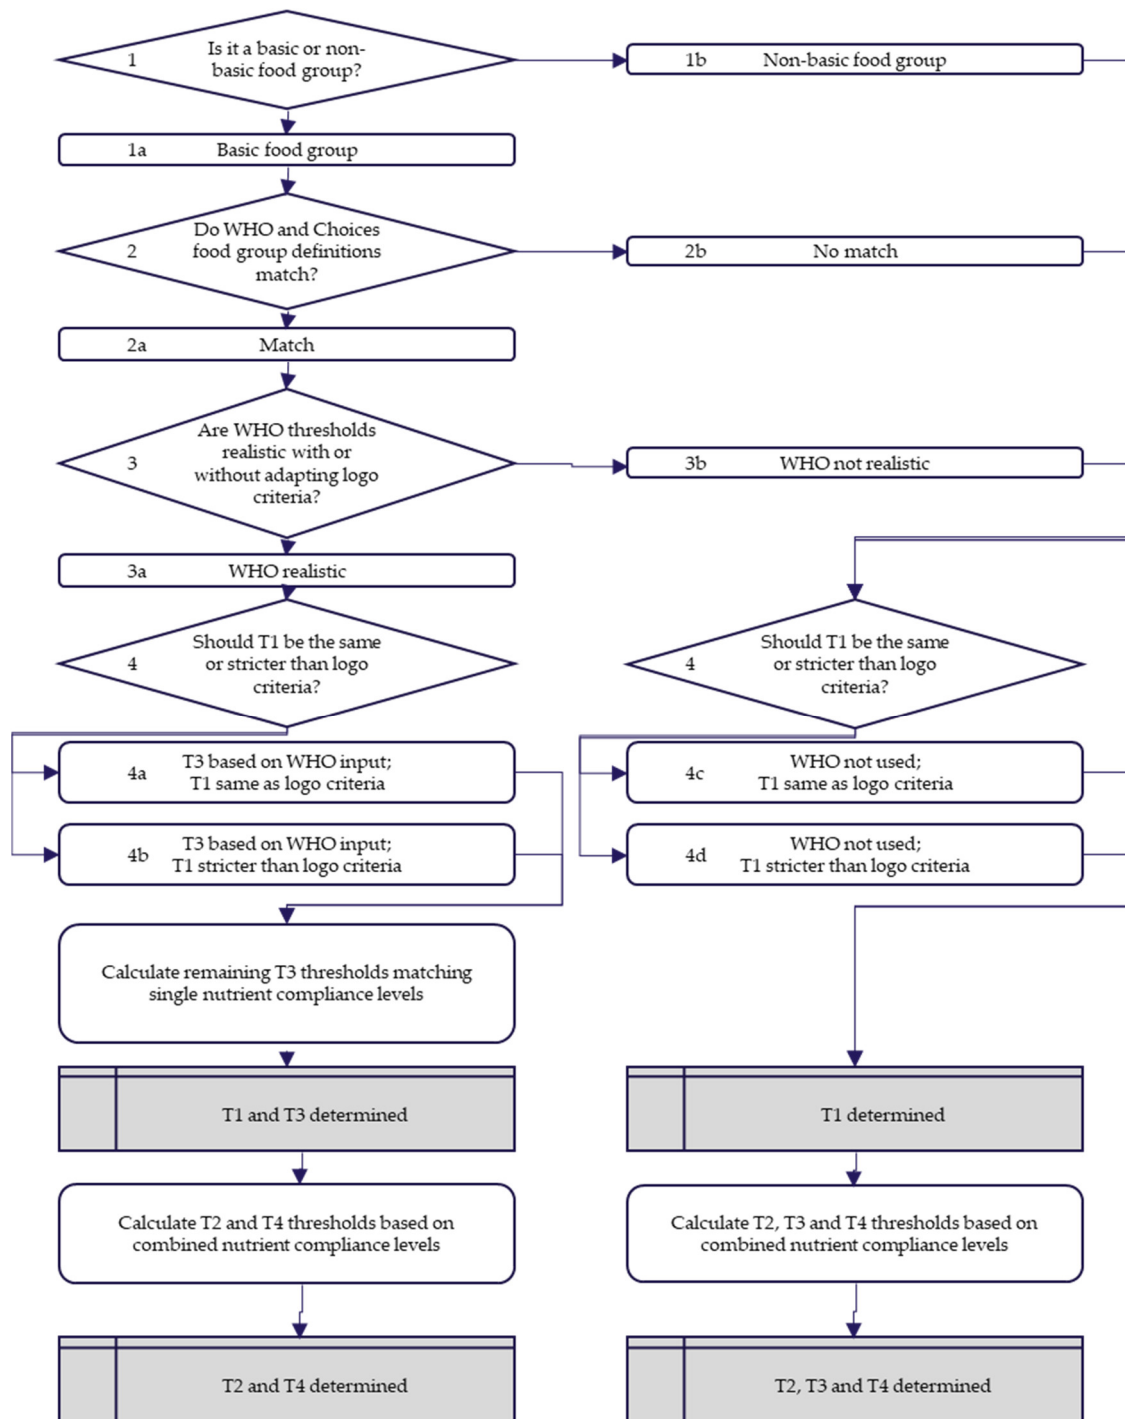 1
Is it a basic or non-
basic food group?
1b Non-basic food group
1a Basic food group
2
Do WHO and Choices
food group definitions
match?
2b No match
2a Match
3
Are WHO thresholds
realistic with or
without adapting logo
criteria?
3b WHO not realistic
3a WHO realistic
4
Should T1 be the same
or stricter than logo
criteria?
4
Should T1 be the same
or stricter than logo
criteria?
4a
T3 based on WHO input;
T1 same as logo criteria
4c
WHO not used;
T1 same as logo criteria
4b
T3 based on WHO input;
T1 stricter than logo criteria
4d
WHO not used;
T1 stricter than logo criteria
Calculate remaining T3 thresholds matching
single nutrient compliance levels
T1 and T3 determined
T1 determined
Calculate T2 and T4 thresholds based on
combined nutrient compliance levels
Calculate T2, T3 and T4 thresholds based on
combined nutrient compliance levels
T2 and T4 determined
T2, T3 and T4 determined